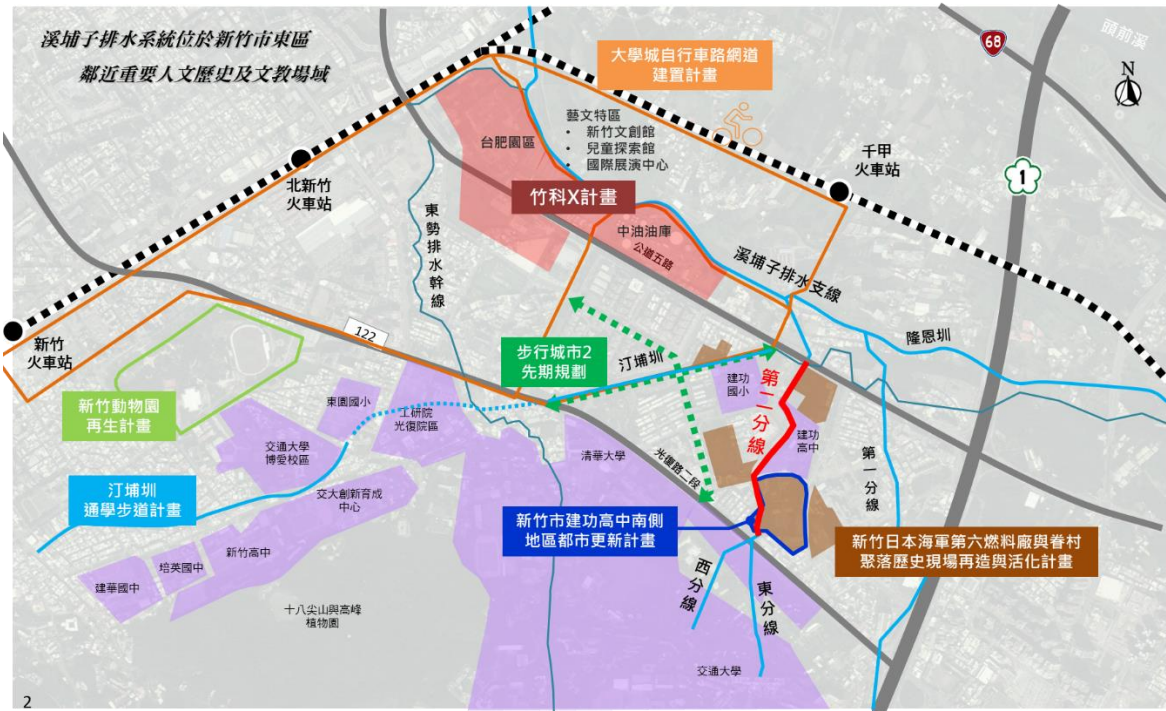 溪埔子排水系統位於新竹市東區
鄰近重要人文歷史及文教場域
大學城自行車路網道
建置計畫
68
頭前溪
N
藝文特區
• 新竹文創館
• 兒童探索館
• 國際展演中心
台肥園區
千甲
火車站
1
北新竹
火車站
竹科X計畫
東勢排水幹線
中油油庫
公道五路
溪埔子排水支線
新竹
火車站
122
隆恩圳
步行城市2
先期規劃
汀埔圳
第二分線
建功
國小
新竹動物園
再生計畫
東園國小
工研院
光復院區
建功
高中
交通大學
博愛校區
清華大學
光復路二段
第一分線
汀埔圳
通學步道計畫
交大創新育成
中心
新竹市建功高中南側
地區都市更新計畫
新竹日本海軍第六燃料廠與眷村
聚落歷史現場再造與活化計畫
新竹高中
培英國中
建華國中
西分線
東分線
十八尖山與高峰
植物園
交通大學
2